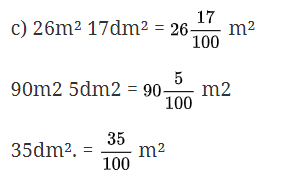 c) 26m² 17dm² = 26 17/100 m²
90m2 5dm2 = 90 5/100 m2
35dm². = 35/100 m²